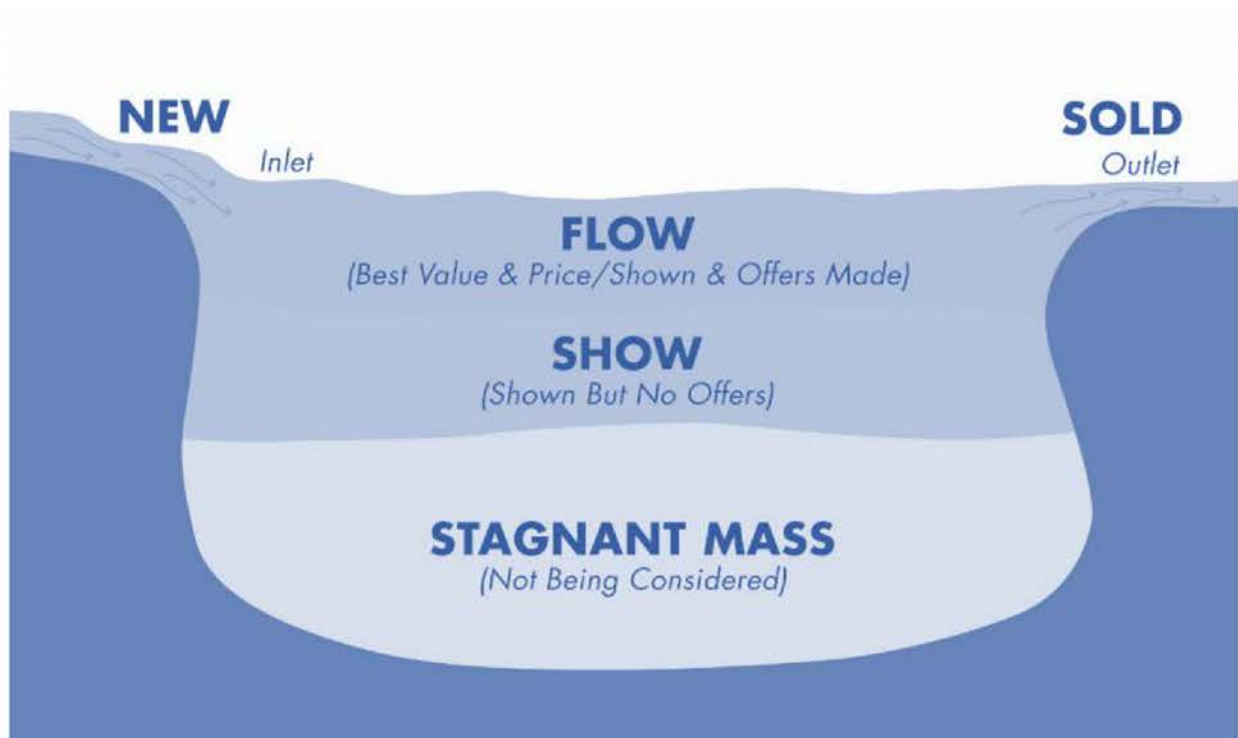 NEW
Inlet
SOLD
Outlet
FLOW
(Best Value & Price/Shown & Offers Made)
SHOW
(Shown But No Offers)
STAGNANT MASS
(Not Being Considered)